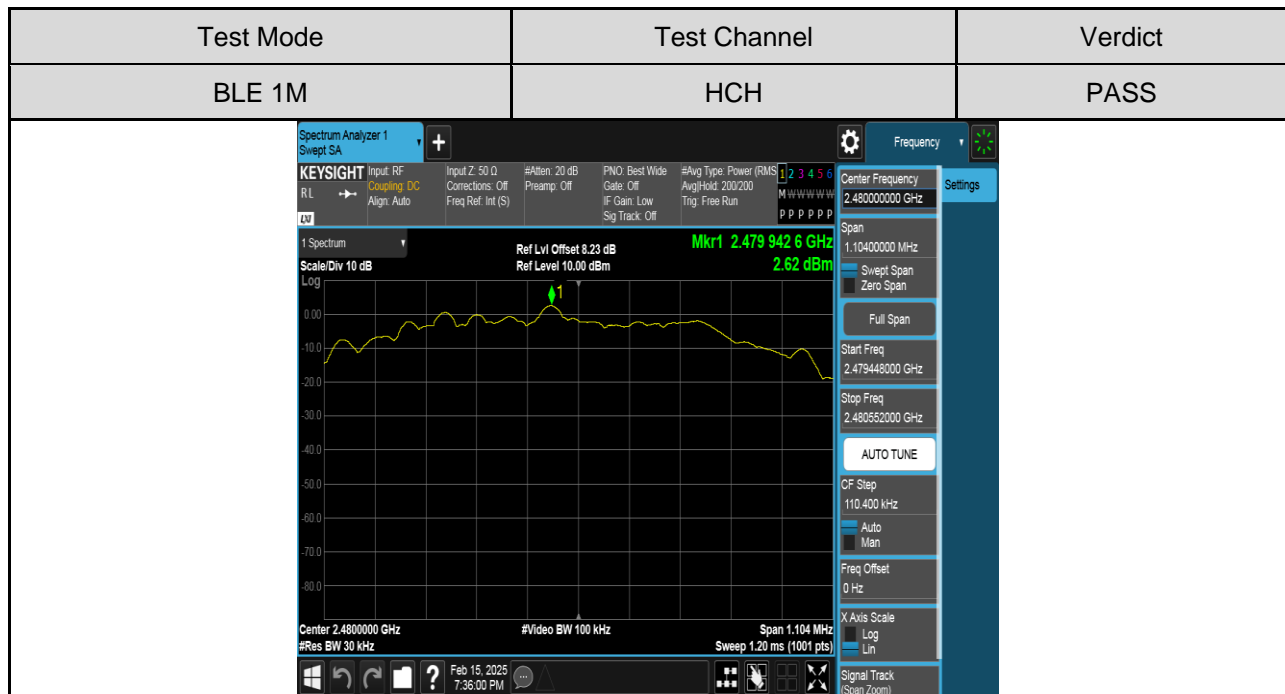 Test Mode Test Channel Verdict
BLE 1M HCH PASS
Spectrum Analyzer 1
Swept SA
+
Frequency
KEYSIGHT
RL
LXI
Input: RF
Coupling: DC
Align: Auto
Input Z: 50 Ω
Corrections: Off
Freq Ref: Int (S)
#Atten: 20 dB
Preamp: Off
PNO: Best Wide
Gate: Off
IF Gain: Low
Sig Track: Off
#Avg Type: Power (RMS
Avg|Hold: 200/200
Trig: Free Run
1 2 3 4 5 6
M W W W W W
P P P P P P
1 Spectrum
Scale/Div 10 dB
Log
Ref Lvl Offset 8.23 dB
Ref Level 10.00 dBm
Mkr1 2.479 942 6 GHz
2.62 dBm
1
0.00
-10.0
-20.0
-30.0
-40.0
-50.0
-60.0
-70.0
-80.0
Center 2.4800000 GHz
#Res BW 30 kHz
#Video BW 100 kHz
Span 1.104 MHz
Sweep 1.20 ms (1001 pts)
?
Feb 15, 2025
7:36:00 PM
Center Frequency
2.480000000 GHz
Span
1.10400000 MHz
Swept Span
Zero Span
Full Span
Start Freq
2.479448000 GHz
Stop Freq
2.480552000 GHz
AUTO TUNE
CF Step
110.400 kHz
Auto
Man
Freq Offset
0 Hz
X Axis Scale
Log
Lin
Signal Track
(Span Zoom)
Settings